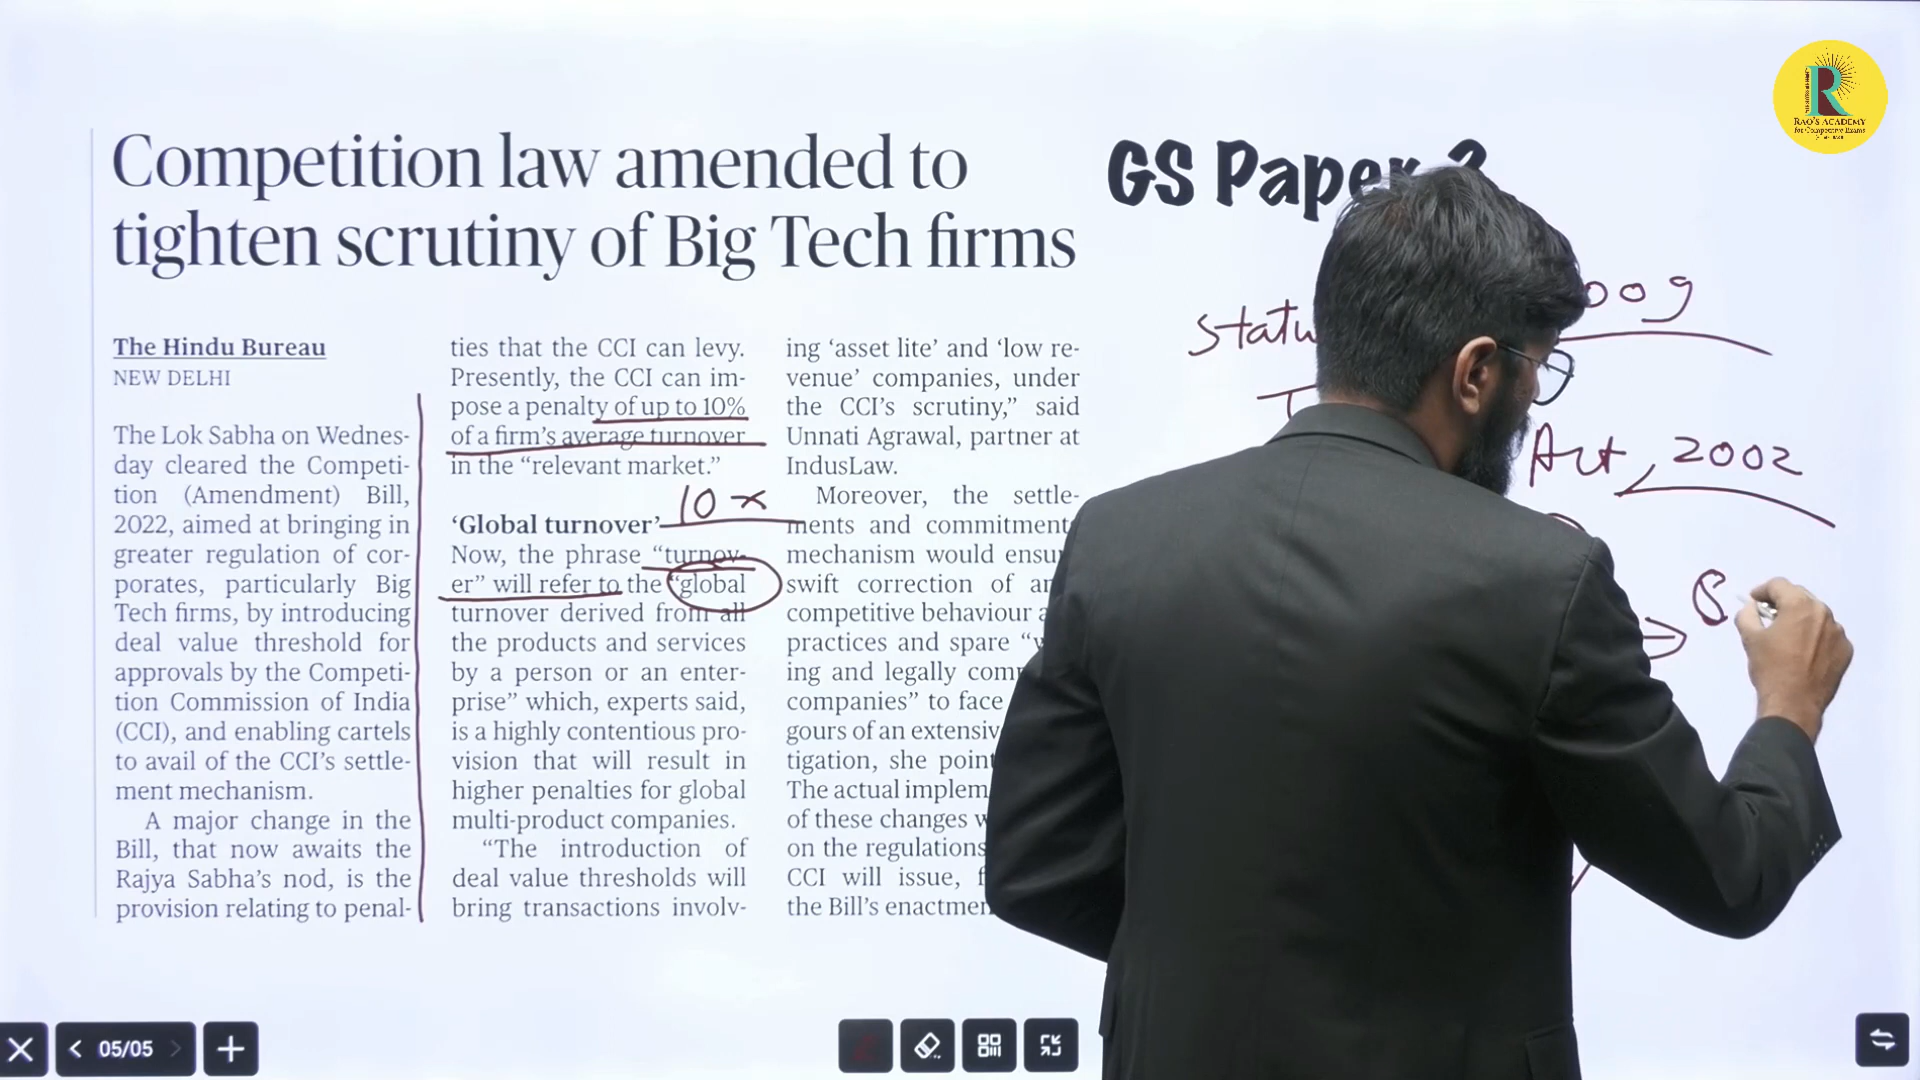 RAO'S ACADEMY
for Competitive Exams
Competition law amended to
tighten scrutiny of Big Tech firms
GS Paper
The Hindu Bureau
NEW DELHI
The Lok Sabha on Wednes-
day cleared the Competi-
tion (Amendment) Bill,
2022, aimed at bringing in
greater regulation of cor-
porates, particularly Big
Tech firms, by introducing
deal value threshold for
approvals by the Competi-
tion Commission of India
(CCI), and enabling cartels
to avail of the CCI's settle-
ment mechanism.
A major change in the
Bill, that now awaits the
Rajya Sabha's nod, is the
provision relating to penal-
ties that the CCI can levy.
Presently, the CCI can im-
pose a penalty of up to 10%
of a firm's average turnover
in the “relevant market.”
10 x
‘Global turnover’
Now, the phrase “turnov-
er” will refer to the “global
turnover derived from all
the products and services
by a person or an enter-
prise” which, experts said,
is a highly contentious pro-
vision that will result in
higher penalties for global
multi-product companies.
“The introduction of
deal value thresholds will
bring transactions involv-
ing ‘asset lite’ and ‘low re-
venue’ companies, under
the CCI's scrutiny,” said
Unnati Agrawal, partner at
IndusLaw.
Moreover, the settle-
ments and commitment
mechanism would
swift correction of
competitive behaviour
practices and spare
ing and legally
companies” to face
gours of an extensive
tigation, she
The actual
of these changes
on the regulations
CCI will issue,
the Bill's
Act, 2002
05/05